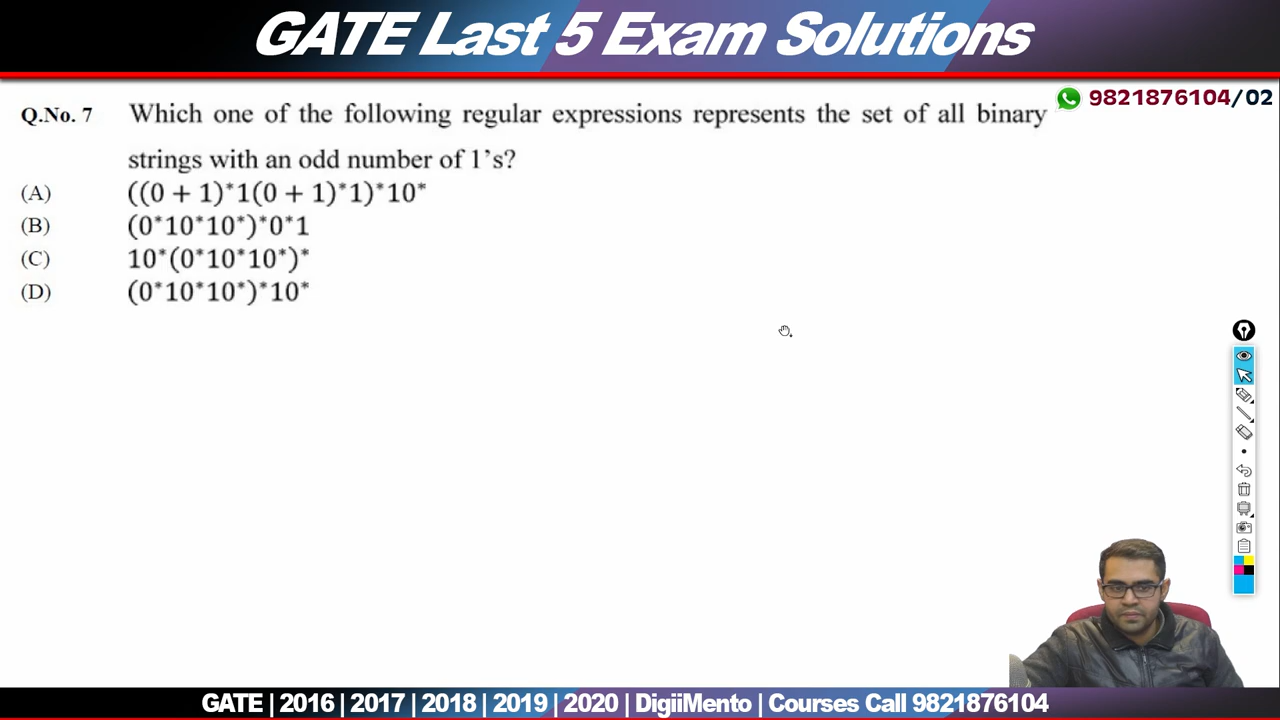 GATE Last 5 Exam Solutions
9821876104/02
Q.No. 7 Which one of the following regular expressions represents the set of all binary
strings with an odd number of 1’s?
(A) ((0 + 1)*1(0 + 1)*1)*10*
(B) (0*10*10*)*0*1
(C) 10*(0*10*10*)*
(D) (0*10*10*)*10*
GATE | 2016 | 2017 | 2018 | 2019 | 2020 | DigiiMento | Courses Call 9821876104